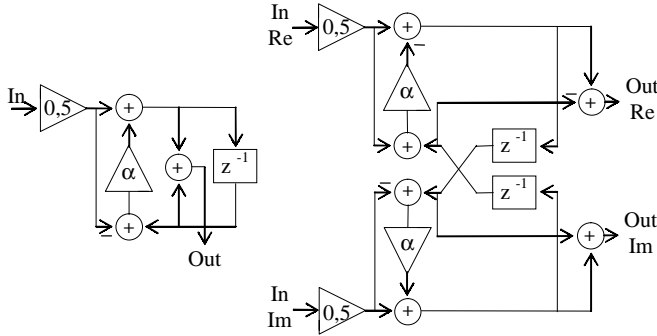 In
0,5
+
α
+
−
+
z⁻¹
Out
In
Re
0,5
+
−
α
+
−
+
Out
Re
z⁻¹
z⁻¹
−
+
α
+
Out
Im
In
Im
0,5
+